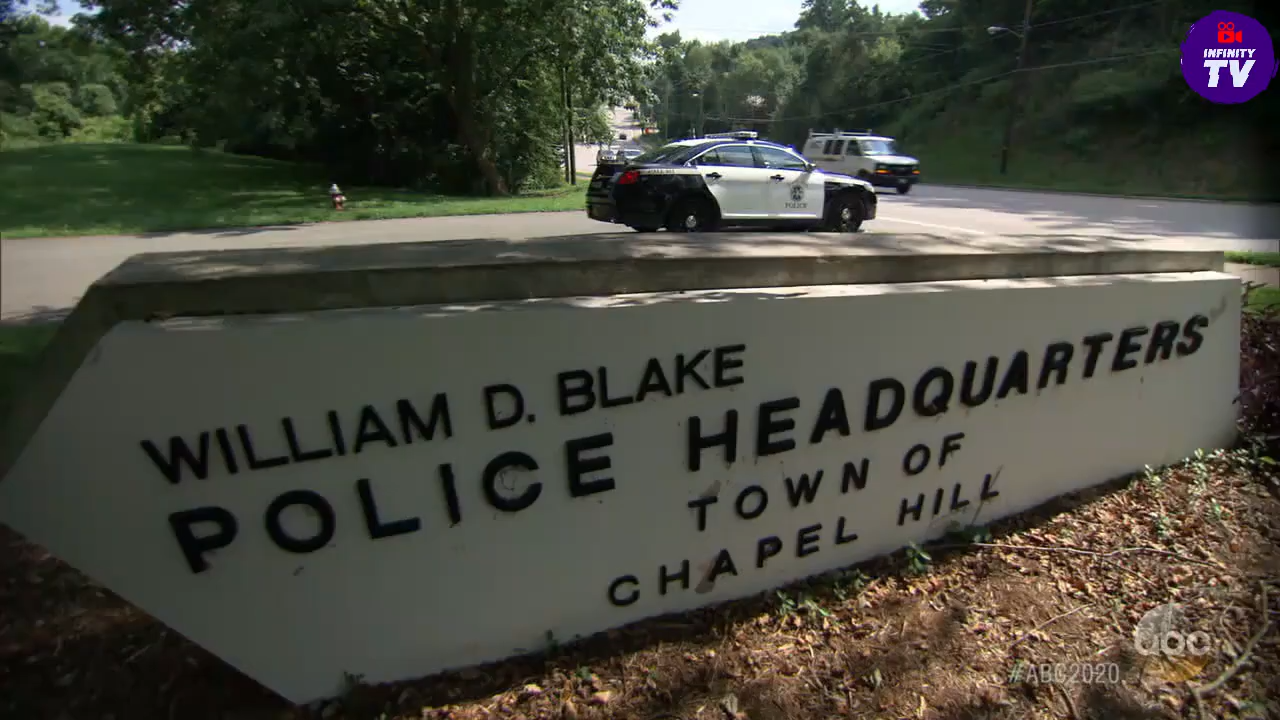 INFINITY
TV
POLICE
WILLIAM D. BLAKE
POLICE HEADQUARTERS
TOWN OF
CHAPEL HILL
abc
#ABC2020